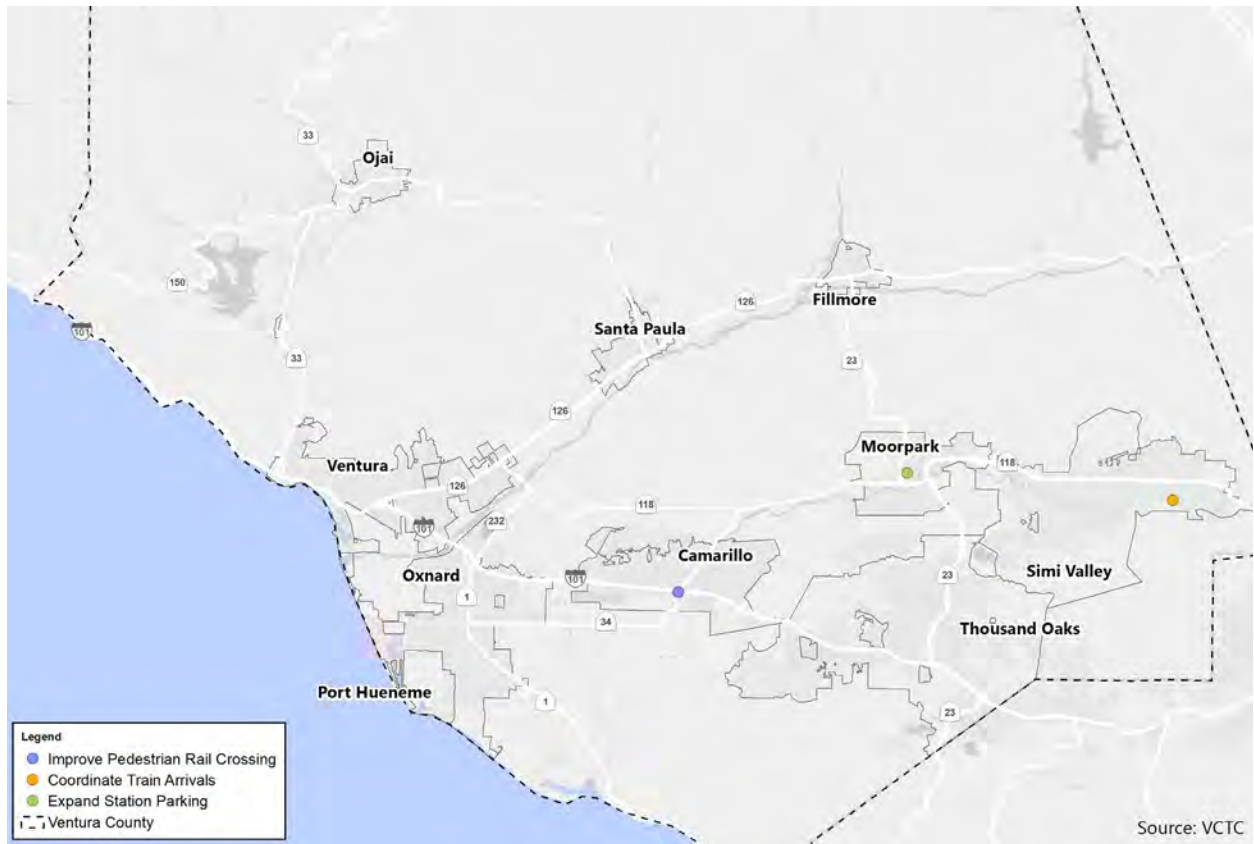 33
Ojai
150
126
Fillmore
101
Santa Paula
33
23
126
Moorpark
Ventura
118
126
118
101
232
Camarillo
Oxnard
101
23
Simi Valley
1
34
Thousand Oaks
Port Hueneme
1
23
Legend
Improve Pedestrian Rail Crossing
Coordinate Train Arrivals
Expand Station Parking
Ventura County
Source: VCTC